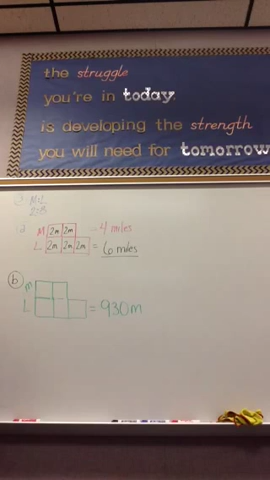 the struggle
you're in today.
is developing the strength
you will need for tomorrow
M 2m 2m = 4 miles
L 2m 2m 2m = 6 miles
b
m
L = 930m